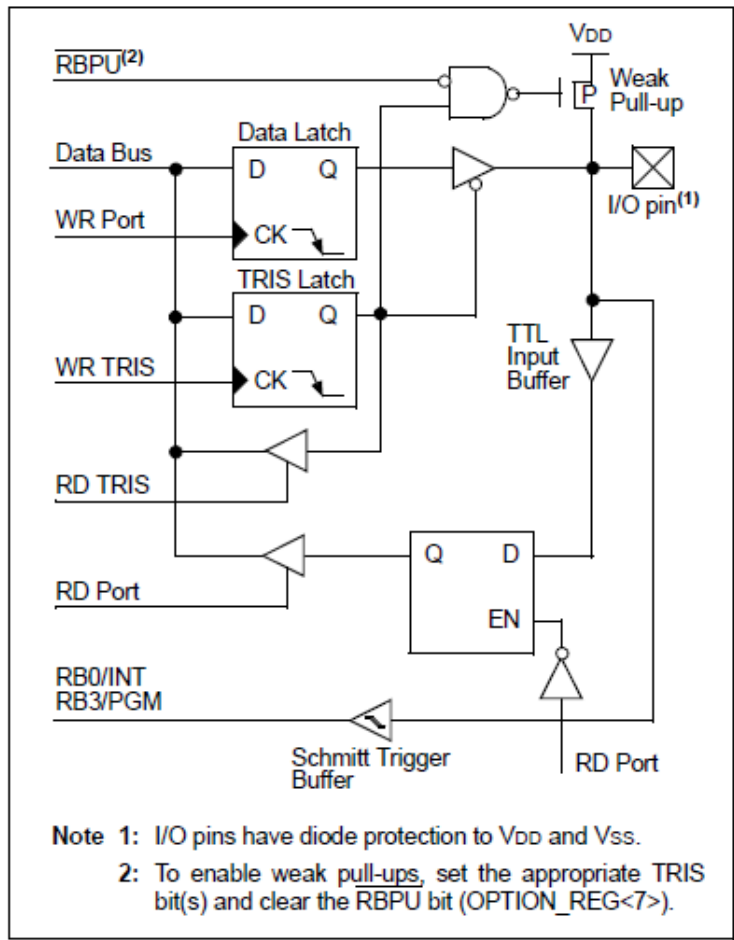 RBPU(2)
VDD
Weak
Pull-up
P
Data Bus
Data Latch
D Q
I/O pin(1)
WR Port
CK
TRIS Latch
D Q
TTL
Input
Buffer
WR TRIS
CK
RD TRIS
Q D
RD Port
EN
RB0/INT
RB3/PGM
Schmitt Trigger
Buffer
RD Port
Note 1: I/O pins have diode protection to VDD and VSS.
2: To enable weak pull-ups, set the appropriate TRIS
bit(s) and clear the RBPU bit (OPTION_REG<7>).